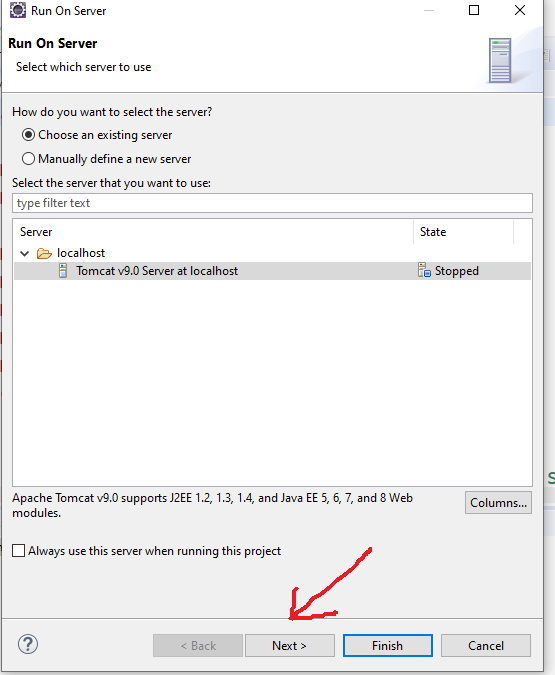 Run On Server
Run On Server
Select which server to use
How do you want to select the server?
Choose an existing server
Manually define a new server
Select the server that you want to use:
type filter text
Server State
localhost
Tomcat v9.0 Server at localhost Stopped
Apache Tomcat v9.0 supports J2EE 1.2, 1.3, 1.4, and Java EE 5, 6, 7, and 8 Web
modules.
Columns...
Always use this server when running this project
? < Back Next > Finish Cancel